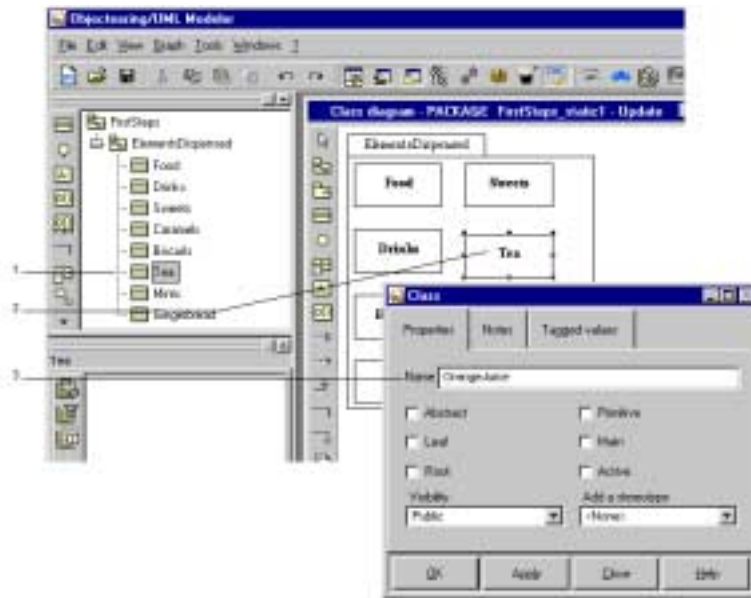 Objecteering/UML Modeler
File Edit View Graph Tools Windows ?
Class diagram - PACKAGE FirstSteps_static1 - Update
FirstSteps
ElementsDispensed
Food
Drinks
Sweets
Caramels
Biscuits
Tea
Mints
Gingerbread
Tea
ElementsDispensed
Food
Sweets
Drinks
Tea
1
2
3
Class
Properties
Notes
Tagged values
Name OrangeJuice
Abstract
Primitive
Leaf
Main
Root
Active
Visibility
Add a stereotype
Public
<None>
OK
Apply
Close
Help